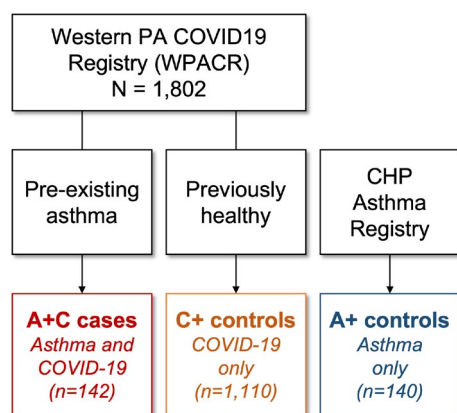 Western PA COVID19
Registry (WPACR)
N = 1,802
Pre-existing
asthma
Previously
healthy
CHP
Asthma
Registry
A+C cases
Asthma and
COVID-19
(n=142)
C+ controls
COVID-19
only
(n=1,110)
A+ controls
Asthma
only
(n=140)